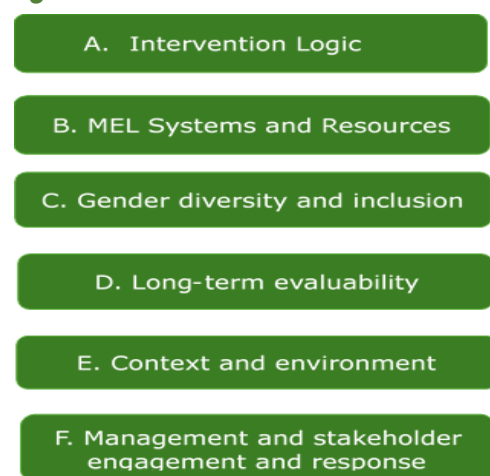 A. Intervention Logic
B. MEL Systems and Resources
C. Gender diversity and inclusion
D. Long-term evaluability
E. Context and environment
F. Management and stakeholder
engagement and response